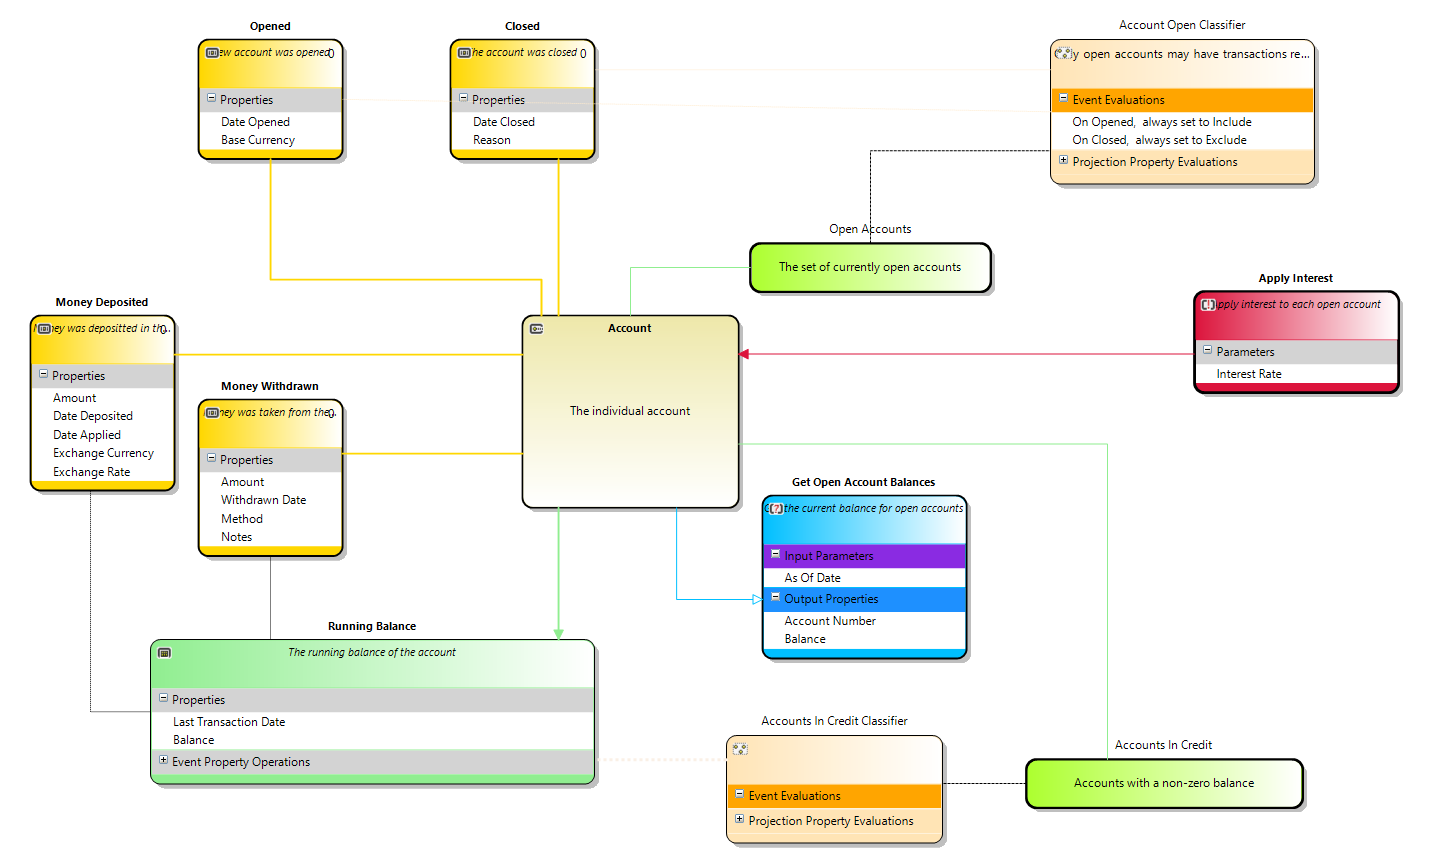 Opened
ew account was opened 0
Properties
Date Opened
Base Currency
Closed
he account was closed 0
Properties
Date Closed
Reason
Account Open Classifier
y open accounts may have transactions re...
Event Evaluations
On Opened, always set to Include
On Closed, always set to Exclude
Projection Property Evaluations
Open Accounts
The set of currently open accounts
Apply Interest
pply interest to each open account
Parameters
Interest Rate
Money Deposited
ney was depositted in th... 0
Properties
Amount
Date Deposited
Date Applied
Exchange Currency
Exchange Rate
Account
The individual account
Money Withdrawn
ney was taken from the... 0
Properties
Amount
Withdrawn Date
Method
Notes
Get Open Account Balances
the current balance for open accounts
Input Parameters
As Of Date
Output Properties
Account Number
Balance
Running Balance
The running balance of the account
Properties
Last Transaction Date
Balance
Event Property Operations
Accounts In Credit Classifier
Event Evaluations
Projection Property Evaluations
Accounts In Credit
Accounts with a non-zero balance